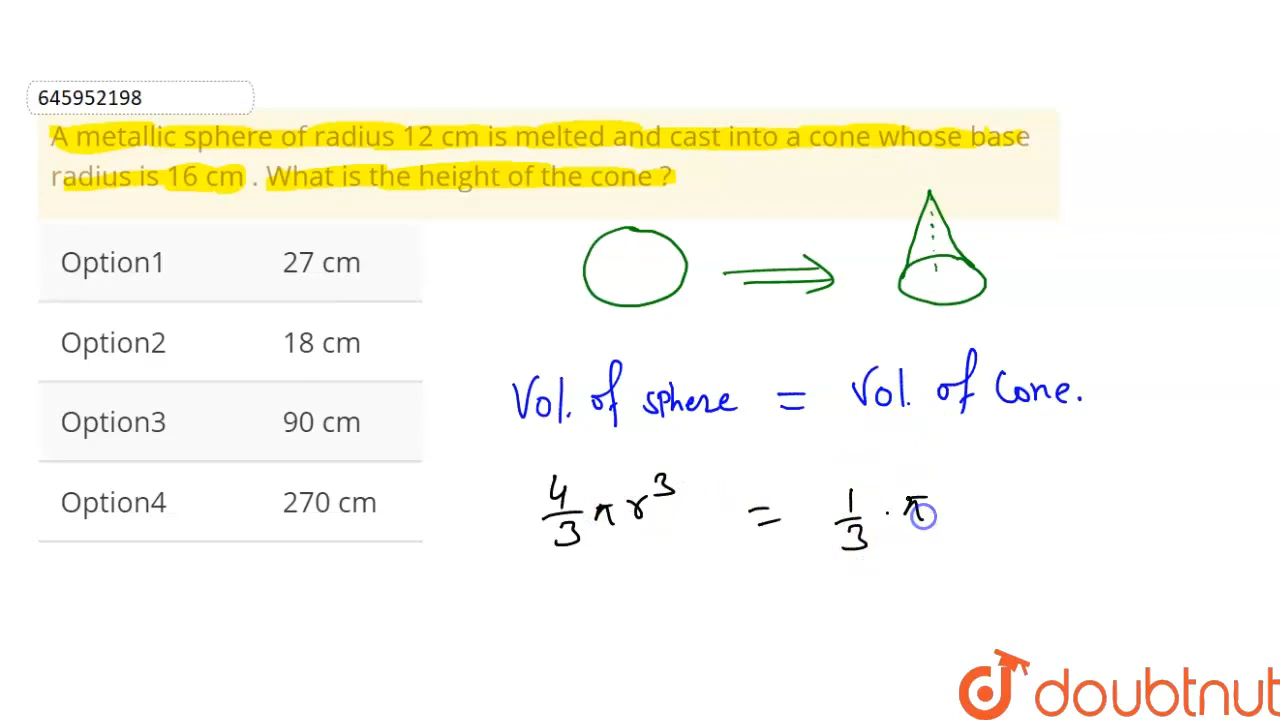 645952198
A metallic sphere of radius 12 cm is melted and cast into a cone whose base
radius is 16 cm . What is the height of the cone ?
Option1 27 cm
Option2 18 cm
Option3 90 cm
Option4 270 cm
Vol. of sphere = Vol. of Cone.
4/3 π r³ = 1/3 . π
doubtnut